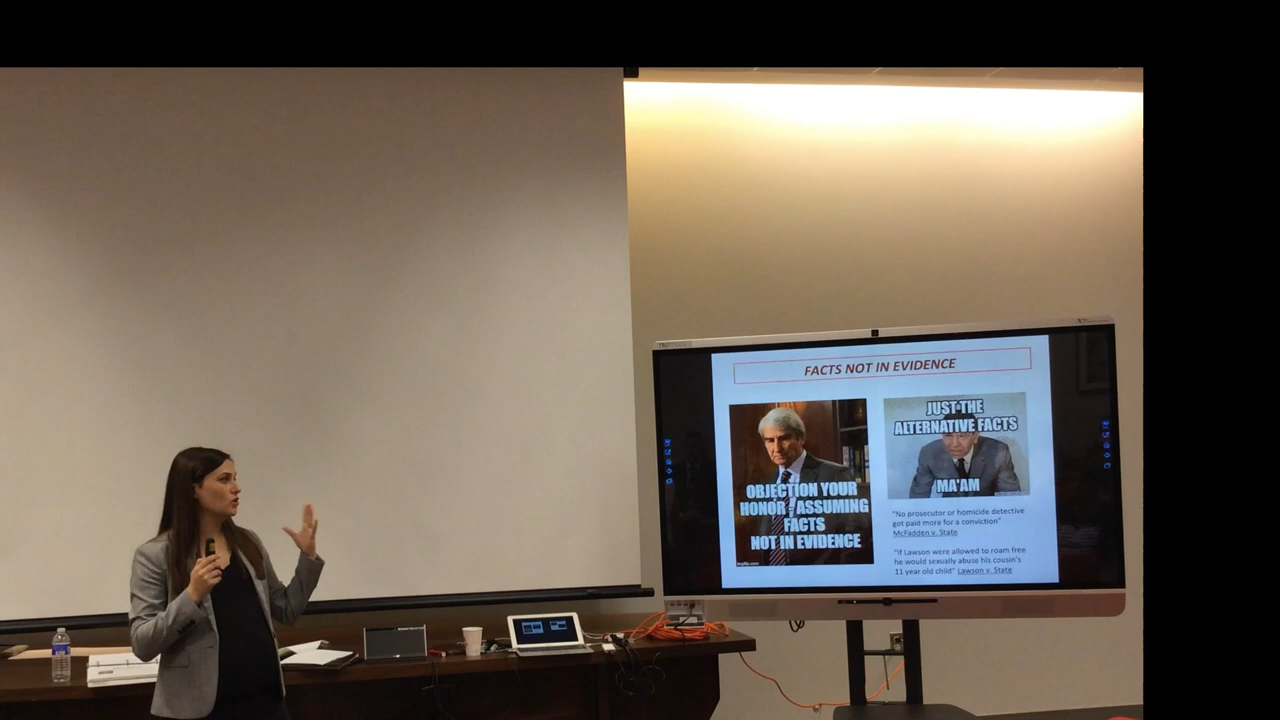 FACTS NOT IN EVIDENCE
OBJECTION YOUR
HONOR - ASSUMING
FACTS
NOT IN EVIDENCE
imgflip.com
JUST THE
ALTERNATIVE FACTS
MA'AM
"No prosecutor or homicide detective
got paid more for a conviction"
McFadden v. State
"If Lawson were allowed to roam free
he would sexually abuse his cousin's
11 year old child" Lawson v. State